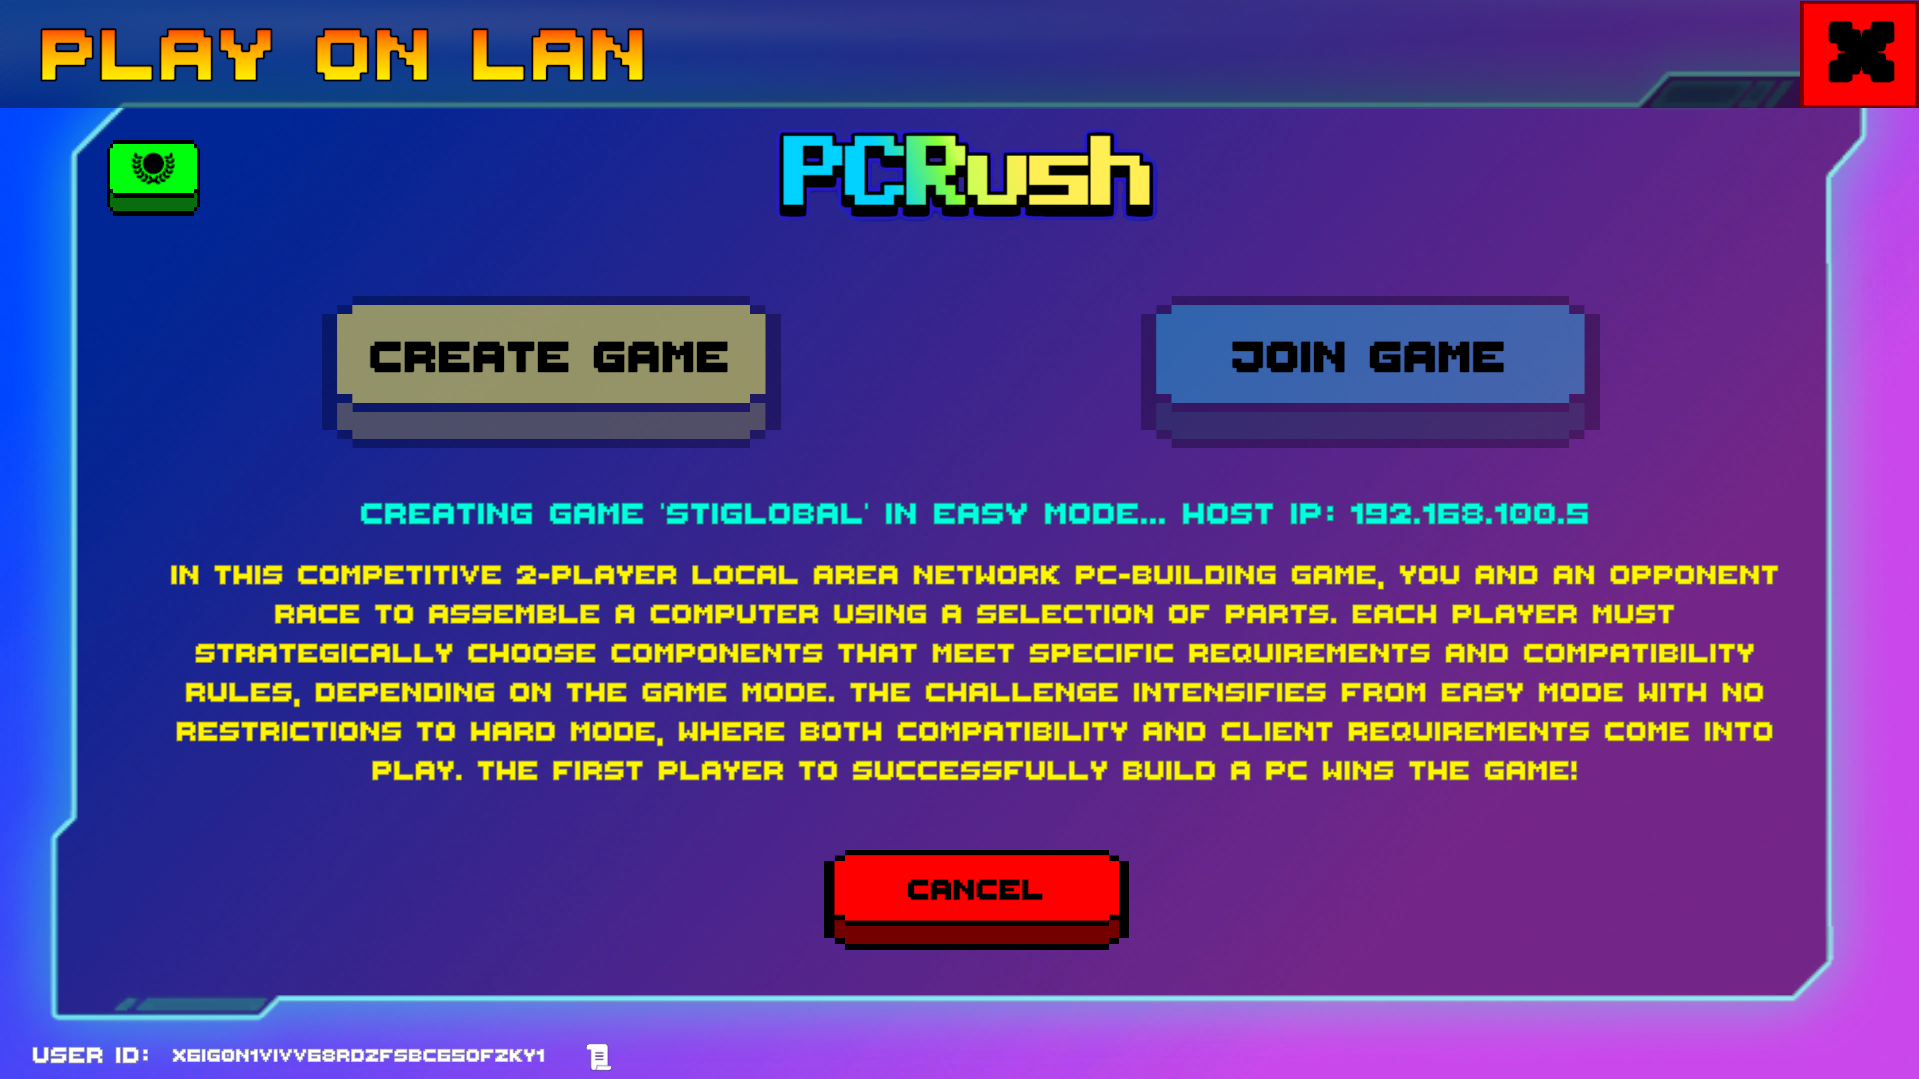 PLAY ON LAN
PCRush
CREATE GAME
JOIN GAME
CREATING GAME 'STIGLOBAL' IN EASY MODE... HOST IP: 192.168.100.5
IN THIS COMPETITIVE 2-PLAYER LOCAL AREA NETWORK PC-BUILDING GAME, YOU AND AN OPPONENT
RACE TO ASSEMBLE A COMPUTER USING A SELECTION OF PARTS. EACH PLAYER MUST
STRATEGICALLY CHOOSE COMPONENTS THAT MEET SPECIFIC REQUIREMENTS AND COMPATIBILITY
RULES, DEPENDING ON THE GAME MODE. THE CHALLENGE INTENSIFIES FROM EASY MODE WITH NO
RESTRICTIONS TO HARD MODE, WHERE BOTH COMPATIBILITY AND CLIENT REQUIREMENTS COME INTO
PLAY. THE FIRST PLAYER TO SUCCESSFULLY BUILD A PC WINS THE GAME!
CANCEL
USER ID: